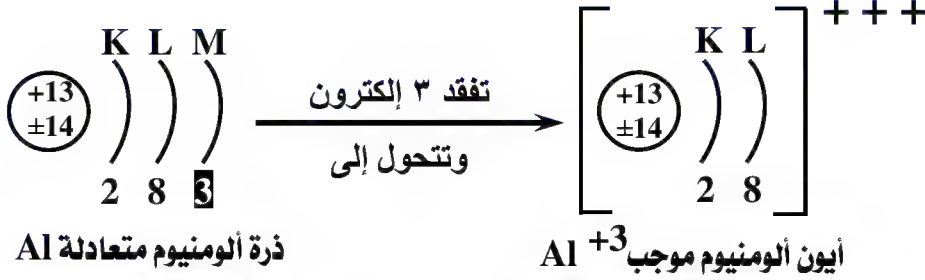 K L M
+13
±14
2 8 3
ذرة ألومنيوم متعادلة Al
تفقد ٣ إلكترون
وتتحول إلى
+ + +
K L
+13
±14
2 8
أيون ألومنيوم موجب Al +3